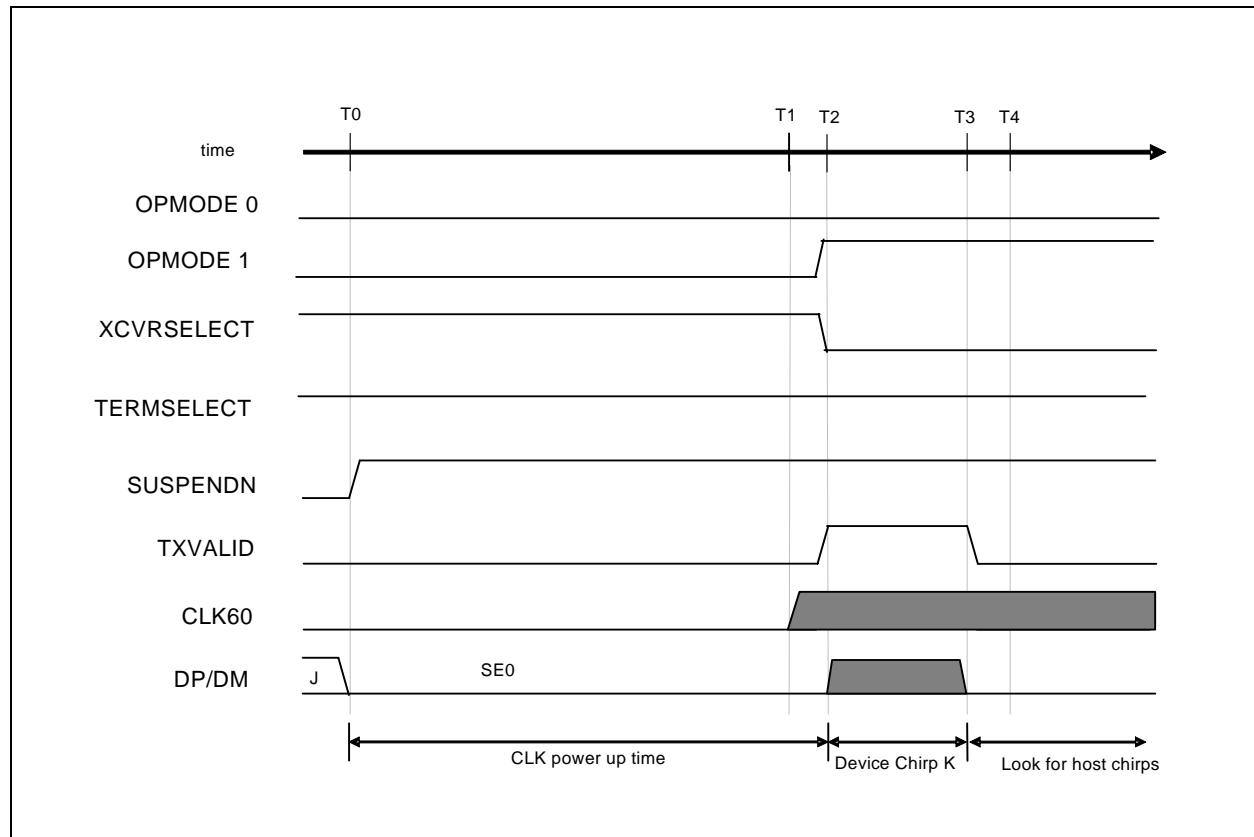 T0 T1 T2 T3 T4
time
OPMODE 0
OPMODE 1
XCVRSELECT
TERMSELECT
SUSPENDN
TXVALID
CLK60
DP/DM J SE0
CLK power up time Device Chirp K Look for host chirps